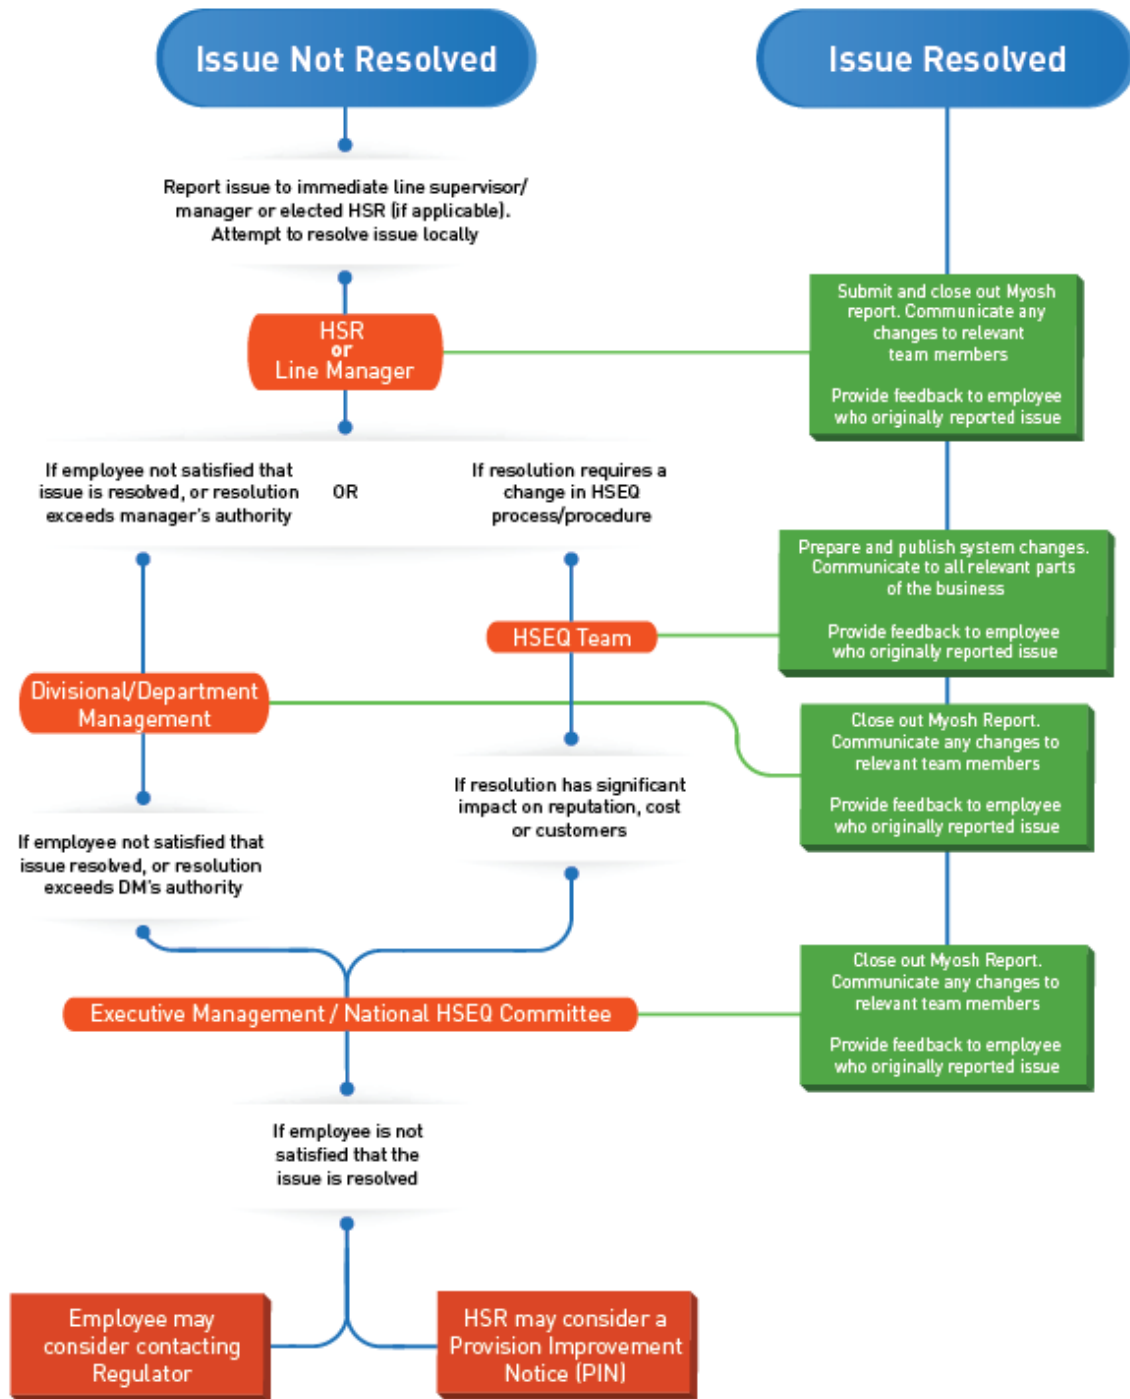 Issue Not Resolved
Issue Resolved
Report issue to immediate line supervisor/
manager or elected HSR (if applicable).
Attempt to resolve issue locally
HSR
or
Line Manager
Submit and close out Myosh
report. Communicate any
changes to relevant
team members
Provide feedback to employee
who originally reported issue
If employee not satisfied that
issue is resolved, or resolution
exceeds manager's authority
OR
If resolution requires a
change in HSEQ
process/procedure
Prepare and publish system changes.
Communicate to all relevant parts
of the business
Provide feedback to employee
who originally reported issue
HSEQ Team
Divisional/Department
Management
Close out Myosh Report.
Communicate any changes to
relevant team members
Provide feedback to employee
who originally reported issue
If resolution has significant
impact on reputation, cost
or customers
If employee not satisfied that
issue resolved, or resolution
exceeds DM's authority
Executive Management / National HSEQ Committee
Close out Myosh Report.
Communicate any changes to
relevant team members
Provide feedback to employee
who originally reported issue
If employee is not
satisfied that the
issue is resolved
Employee may
consider contacting
Regulator
HSR may consider a
Provision Improvement
Notice (PIN)